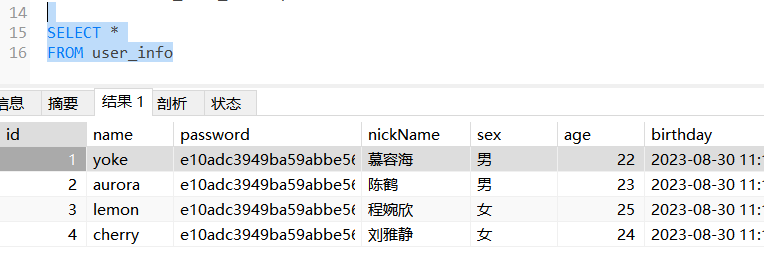 14
15 SELECT *
16 FROM user_info
信息 摘要 结果 1 剖析 状态
id name password nickName sex age birthday
1 yoke e10adc3949ba59abbe56 慕容海 男 22 2023-08-30 11:1
2 aurora e10adc3949ba59abbe56 陈鹤 男 23 2023-08-30 11:1
3 lemon e10adc3949ba59abbe56 程婉欣 女 25 2023-08-30 11:1
4 cherry e10adc3949ba59abbe56 刘雅静 女 24 2023-08-30 11:1